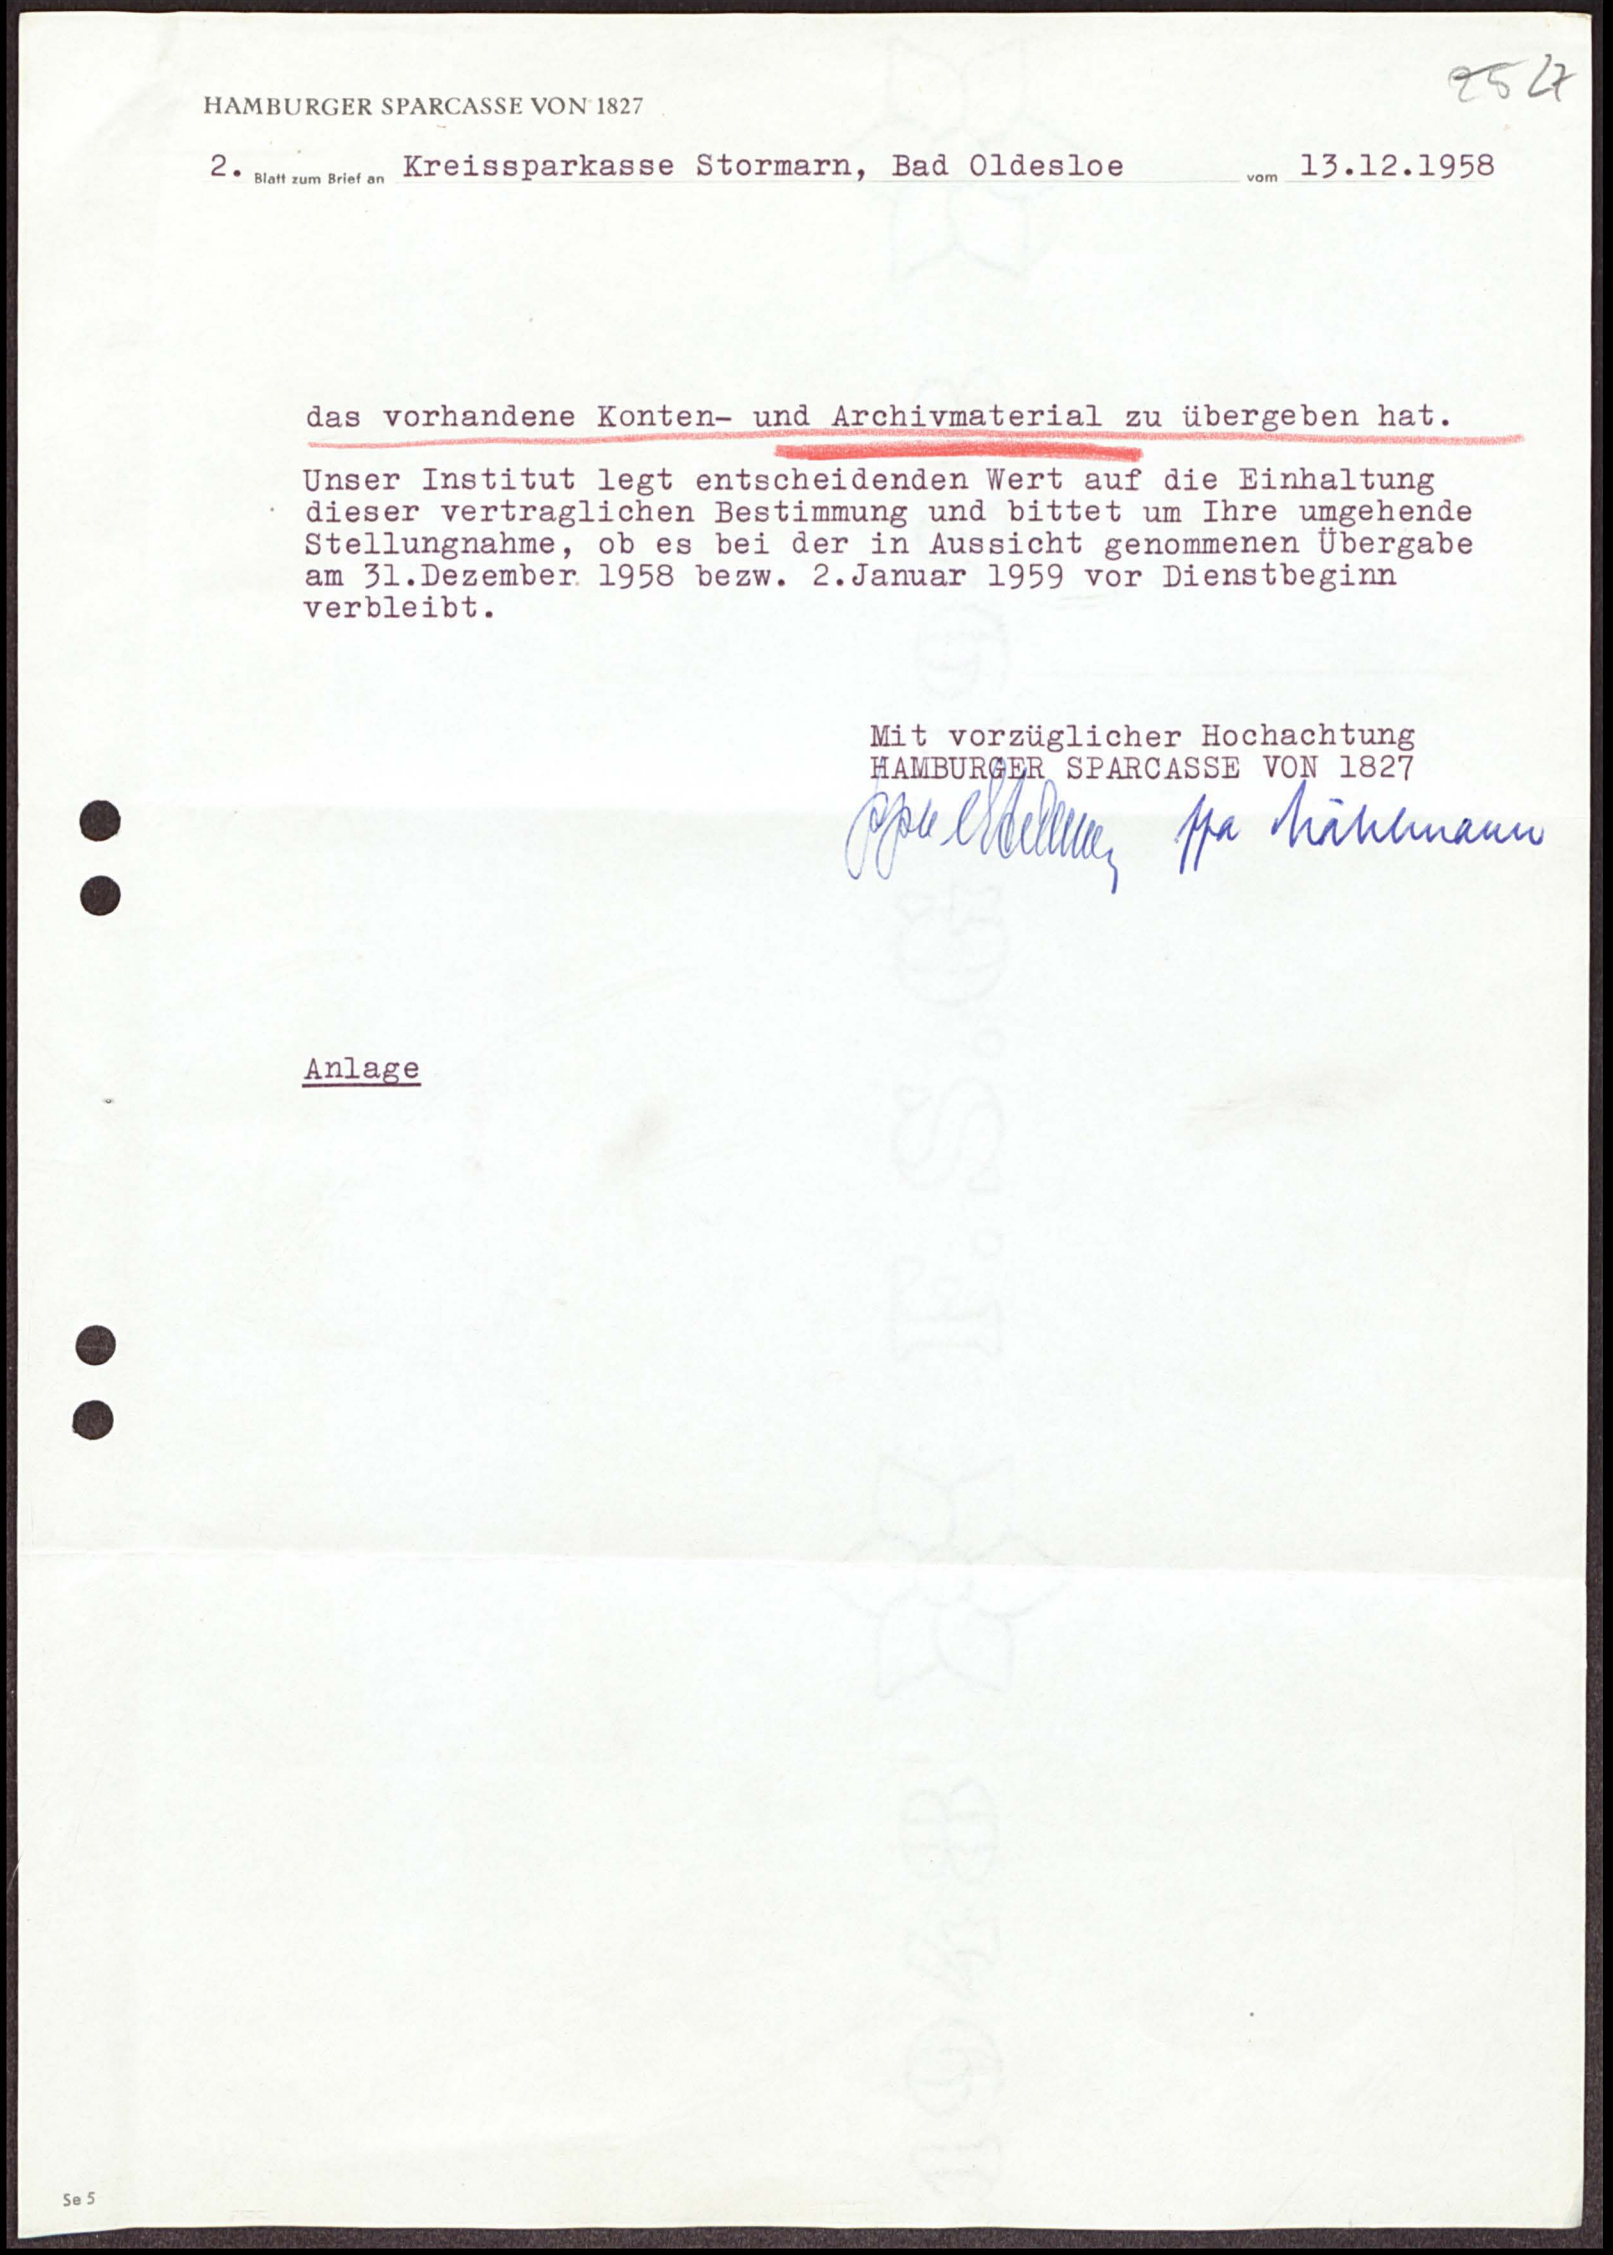 25 27
HAMBURGER SPARCASSE VON 1827
2. Blatt zum Brief an Kreissparkasse Stormarn, Bad Oldesloe vom 13.12.1958
das vorhandene Konten- und Archivmaterial zu übergeben hat.
Unser Institut legt entscheidenden Wert auf die Einhaltung
dieser vertraglichen Bestimmung und bittet um Ihre umgehende
Stellungnahme, ob es bei der in Aussicht genommenen Übergabe
am 31.Dezember 1958 bezw. 2.Januar 1959 vor Dienstbeginn
verbleibt.
Mit vorzüglicher Hochachtung
HAMBURGER SPARCASSE VON 1827
ppa Mählmann
Anlage
Se 5